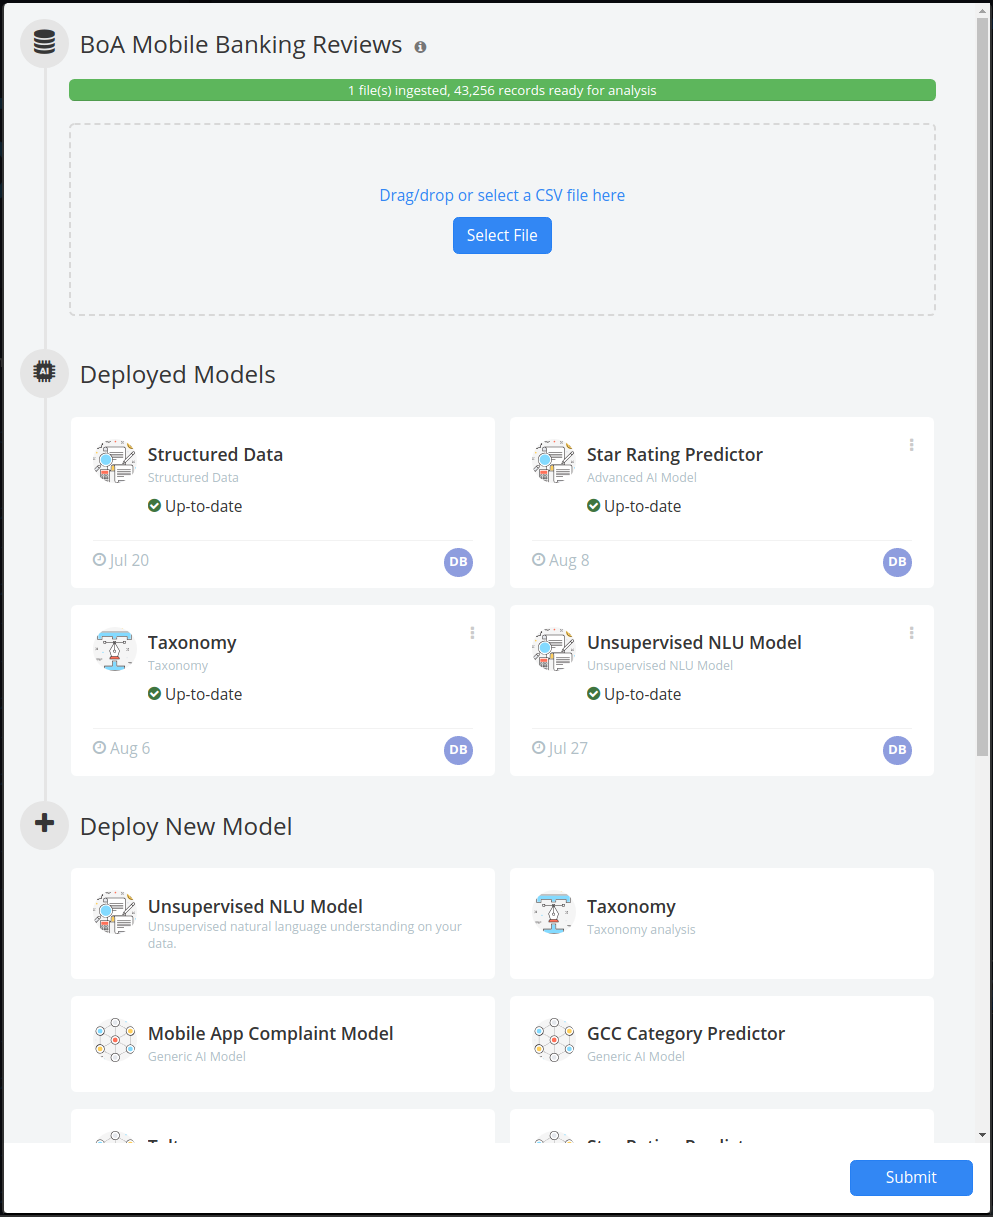 BoA Mobile Banking Reviews
1 file(s) ingested, 43,256 records ready for analysis
Drag/drop or select a CSV file here
Select File
AI
Deployed Models
Structured Data
Structured Data
Up-to-date
Jul 20
DB
Star Rating Predictor
Advanced AI Model
Up-to-date
Aug 8
DB
Taxonomy
Taxonomy
Up-to-date
Aug 6
DB
Unsupervised NLU Model
Unsupervised NLU Model
Up-to-date
Jul 27
DB
Deploy New Model
Unsupervised NLU Model
Unsupervised natural language understanding on your
data.
Taxonomy
Taxonomy analysis
Mobile App Complaint Model
Generic AI Model
GCC Category Predictor
Generic AI Model
Submit